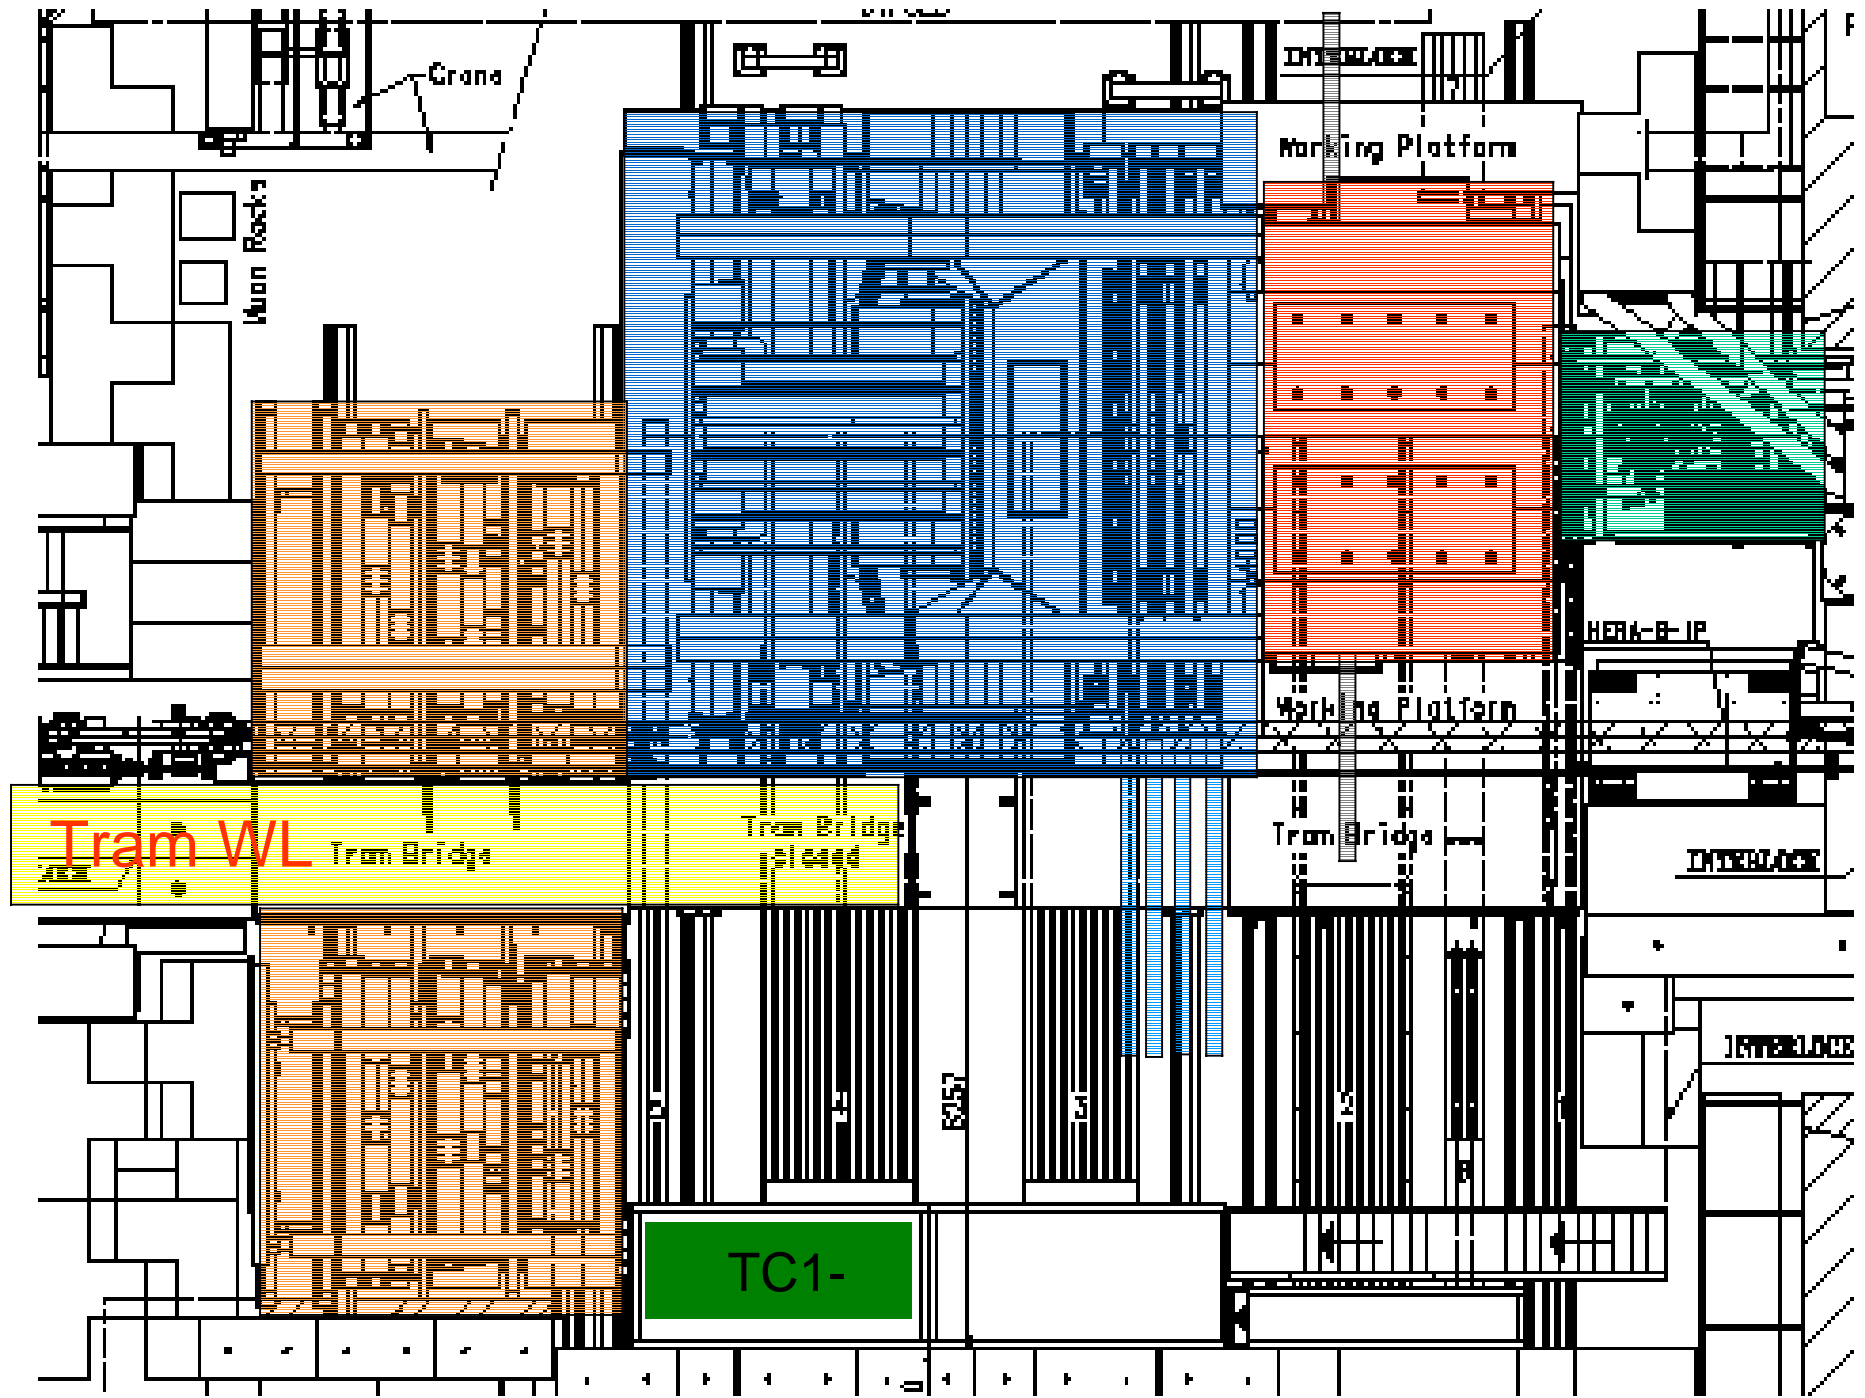 Crane
INTERLOCK
Working Platform
Muon Racks
HERA-B-IP
Working Platform
Tram WL
Tram Bridge
Tram Bridge
closed
Tram Bridge
INTERLOCK
INTERLOCK
TC1-